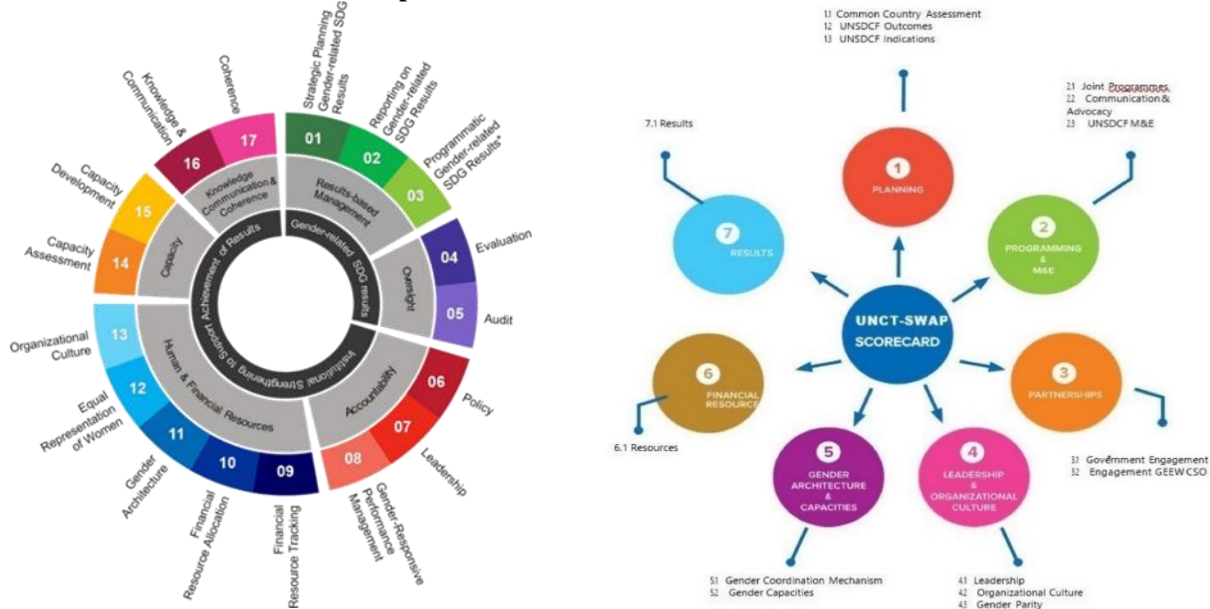 01
Strategic Planning
Gender-related SDG
Results
02
Reporting on
Gender-related
SDG Results
03
Programmatic
Gender-related
SDG Results*
04
Evaluation
05
Audit
06
Policy
07
Leadership
08
Gender-Responsive
Performance
Management
09
Financial
Resource Tracking
10
Financial
Resource Allocation
11
Gender
Architecture
12
Equal
Representation
of Women
13
Organizational
Culture
14
Capacity
Assessment
15
Capacity
Development
16
Knowledge &
Communication
17
Coherence
Results-based
Management
Oversight
Accountability
Human & Financial Resources
Capacity
Knowledge
Communication &
Coherence
Gender-related SDG results
Institutional Strengthening to Support Achievement of Results
1.1 Common Country Assessment
1.2 UNSDCF Outcomes
1.3 UNSDCF Indications
2.1 Joint Programmes
2.2 Communication &
Advocacy
2.3 UNSDCF M&E
7.1 Results
1
PLANNING
7
RESULTS
2
PROGRAMMING
&
M&E
UNCT-SWAP
SCORECARD
6
FINANCIAL
RESOURCE
3
PARTNERSHIPS
6.1 Resources
5
GENDER
ARCHITECTURE
&
CAPACITIES
4
LEADERSHIP
&
ORGANIZATIONAL
CULTURE
3.1 Government Engagement
3.2 Engagement GEEW CSO
5.1 Gender Coordination Mechanism
5.2 Gender Capacities
4.1 Leadership
4.2 Organizational Culture
4.3 Gender Parity